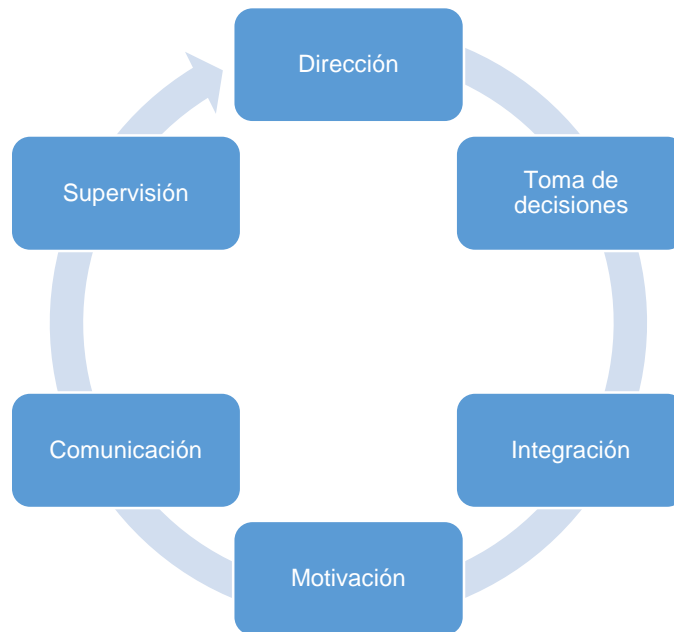 Dirección
Toma de
decisiones
Integración
Motivación
Comunicación
Supervisión